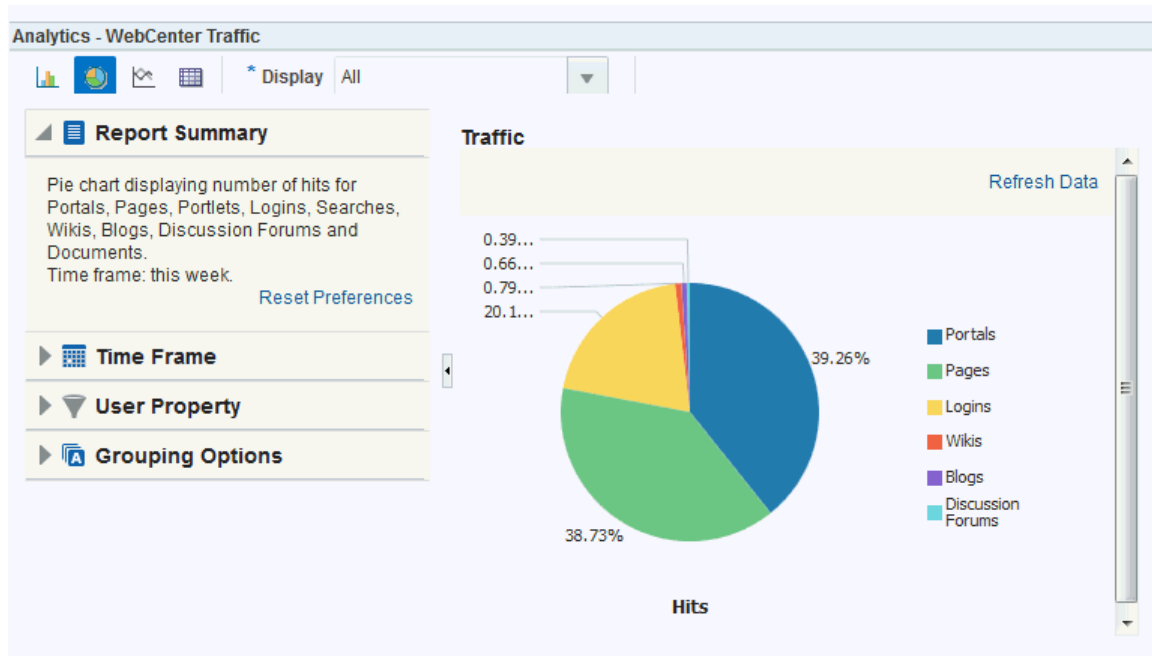 Analytics - WebCenter Traffic
* Display All
Report Summary
Pie chart displaying number of hits for
Portals, Pages, Portlets, Logins, Searches,
Wikis, Blogs, Discussion Forums and
Documents.
Time frame: this week.
Reset Preferences
Time Frame
User Property
A Grouping Options
Traffic
Refresh Data
0.39...
0.66...
0.79...
20.1...
39.26%
38.73%
Portals
Pages
Logins
Wikis
Blogs
Discussion
Forums
Hits